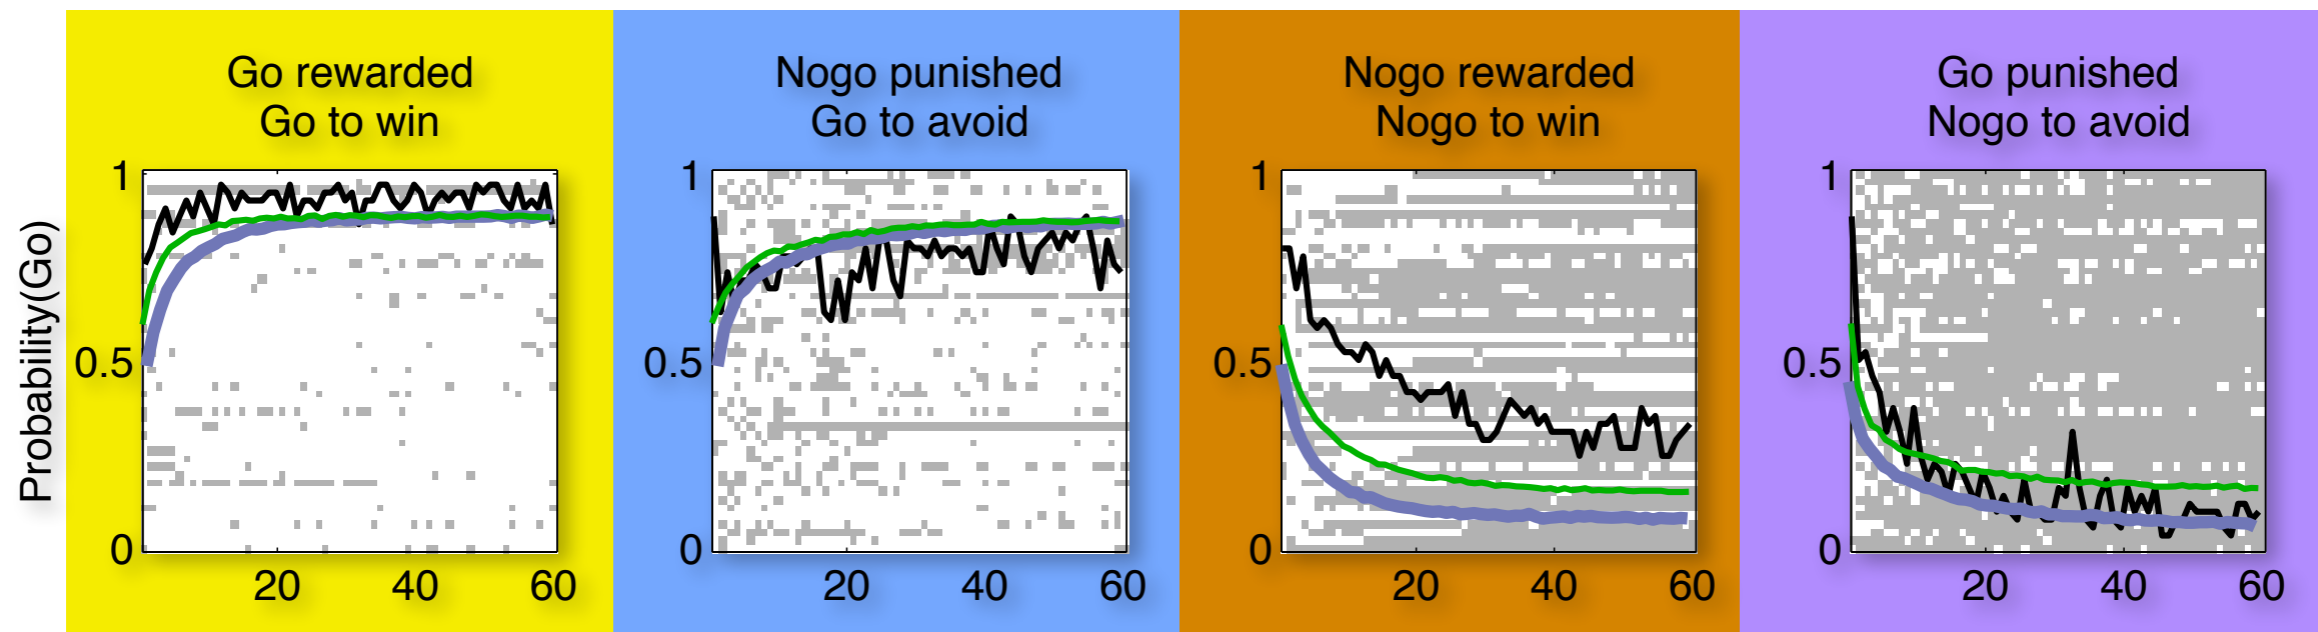 Probability(Go)
Go rewarded
Go to win
1
0.5
0
20 40 60
Nogo punished
Go to avoid
1
0.5
0
20 40 60
Nogo rewarded
Nogo to win
1
0.5
0
20 40 60
Go punished
Nogo to avoid
1
0.5
0
20 40 60